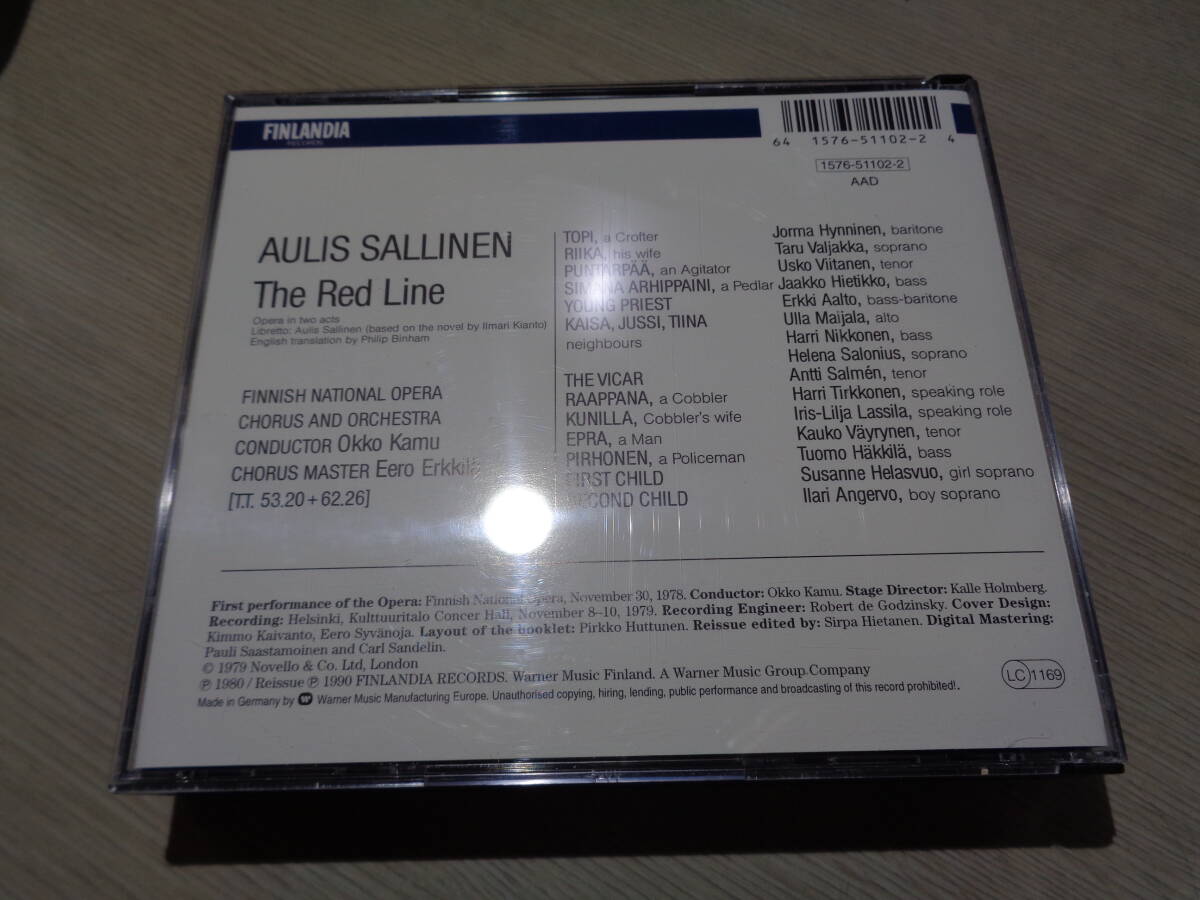 FINLANDIA
RECORDS
64 1576-51102-2 4
1576-51102-2
AAD
AULIS SALLINEN
The Red Line
Opera in two acts
Libretto: Aulis Sallinen (based on the novel by Ilmari Kianto)
English translation by Philip Binham
FINNISH NATIONAL OPERA
CHORUS AND ORCHESTRA
CONDUCTOR Okko Kamu
CHORUS MASTER Eero Erkkilä
[T.T. 53.20 + 62.26]
TOPI, a Crofter
RIIKA, his wife
PUNTARPÄÄ, an Agitator
SIMANA ARHIPPAINI, a Pedlar
YOUNG PRIEST
KAISA, JUSSI, TIINA
neighbours
THE VICAR
RAAPPANA, a Cobbler
KUNILLA, Cobbler's wife
EPRA, a Man
PIRHONEN, a Policeman
FIRST CHILD
SECOND CHILD
Jorma Hynninen, baritone
Taru Valjakka, soprano
Usko Viitanen, tenor
Jaakko Hietikko, bass
Erkki Aalto, bass-baritone
Ulla Maijala, alto
Harri Nikkonen, bass
Helena Salonius, soprano
Antti Salmén, tenor
Harri Tirkkonen, speaking role
Iris-Lilja Lassila, speaking role
Kauko Väyrynen, tenor
Tuomo Häkkilä, bass
Susanne Helasvuo, girl soprano
Ilari Angervo, boy soprano
First performance of the Opera: Finnish National Opera, November 30, 1978. Conductor: Okko Kamu. Stage Director: Kalle Holmberg.
Recording: Helsinki, Kulttuuritalo Concer Hall, November 8–10, 1979. Recording Engineer: Robert de Godzinsky. Cover Design:
Kimmo Kaivanto, Eero Syvänoja. Layout of the booklet: Pirkko Huttunen. Reissue edited by: Sirpa Hietanen. Digital Mastering:
Pauli Saastamoinen and Carl Sandelin.
© 1979 Novello & Co. Ltd, London
℗ 1980 / Reissue ℗ 1990 FINLANDIA RECORDS. Warner Music Finland. A Warner Music Group Company
Made in Germany by Warner Music Manufacturing Europe. Unauthorised copying, hiring, lending, public performance and broadcasting of this record prohibited!.
LC 1169